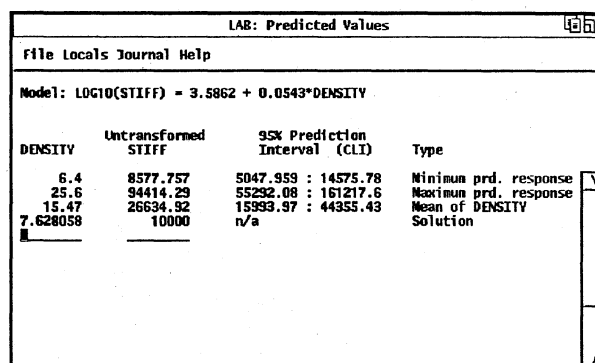 LAB: Predicted Values
File Locals Journal Help
Model: LOG10(STIFF) = 3.5862 + 0.0543*DENSITY
Untransformed 95% Prediction
DENSITY STIFF Interval (CLI) Type
6.4 8577.757 5047.959 : 14575.78 Minimun prd. response
25.6 94414.29 55292.08 : 161217.6 Maximun prd. response
15.47 26634.92 15993.97 : 44355.43 Mean of DENSITY
7.628058 10000 n/a Solution